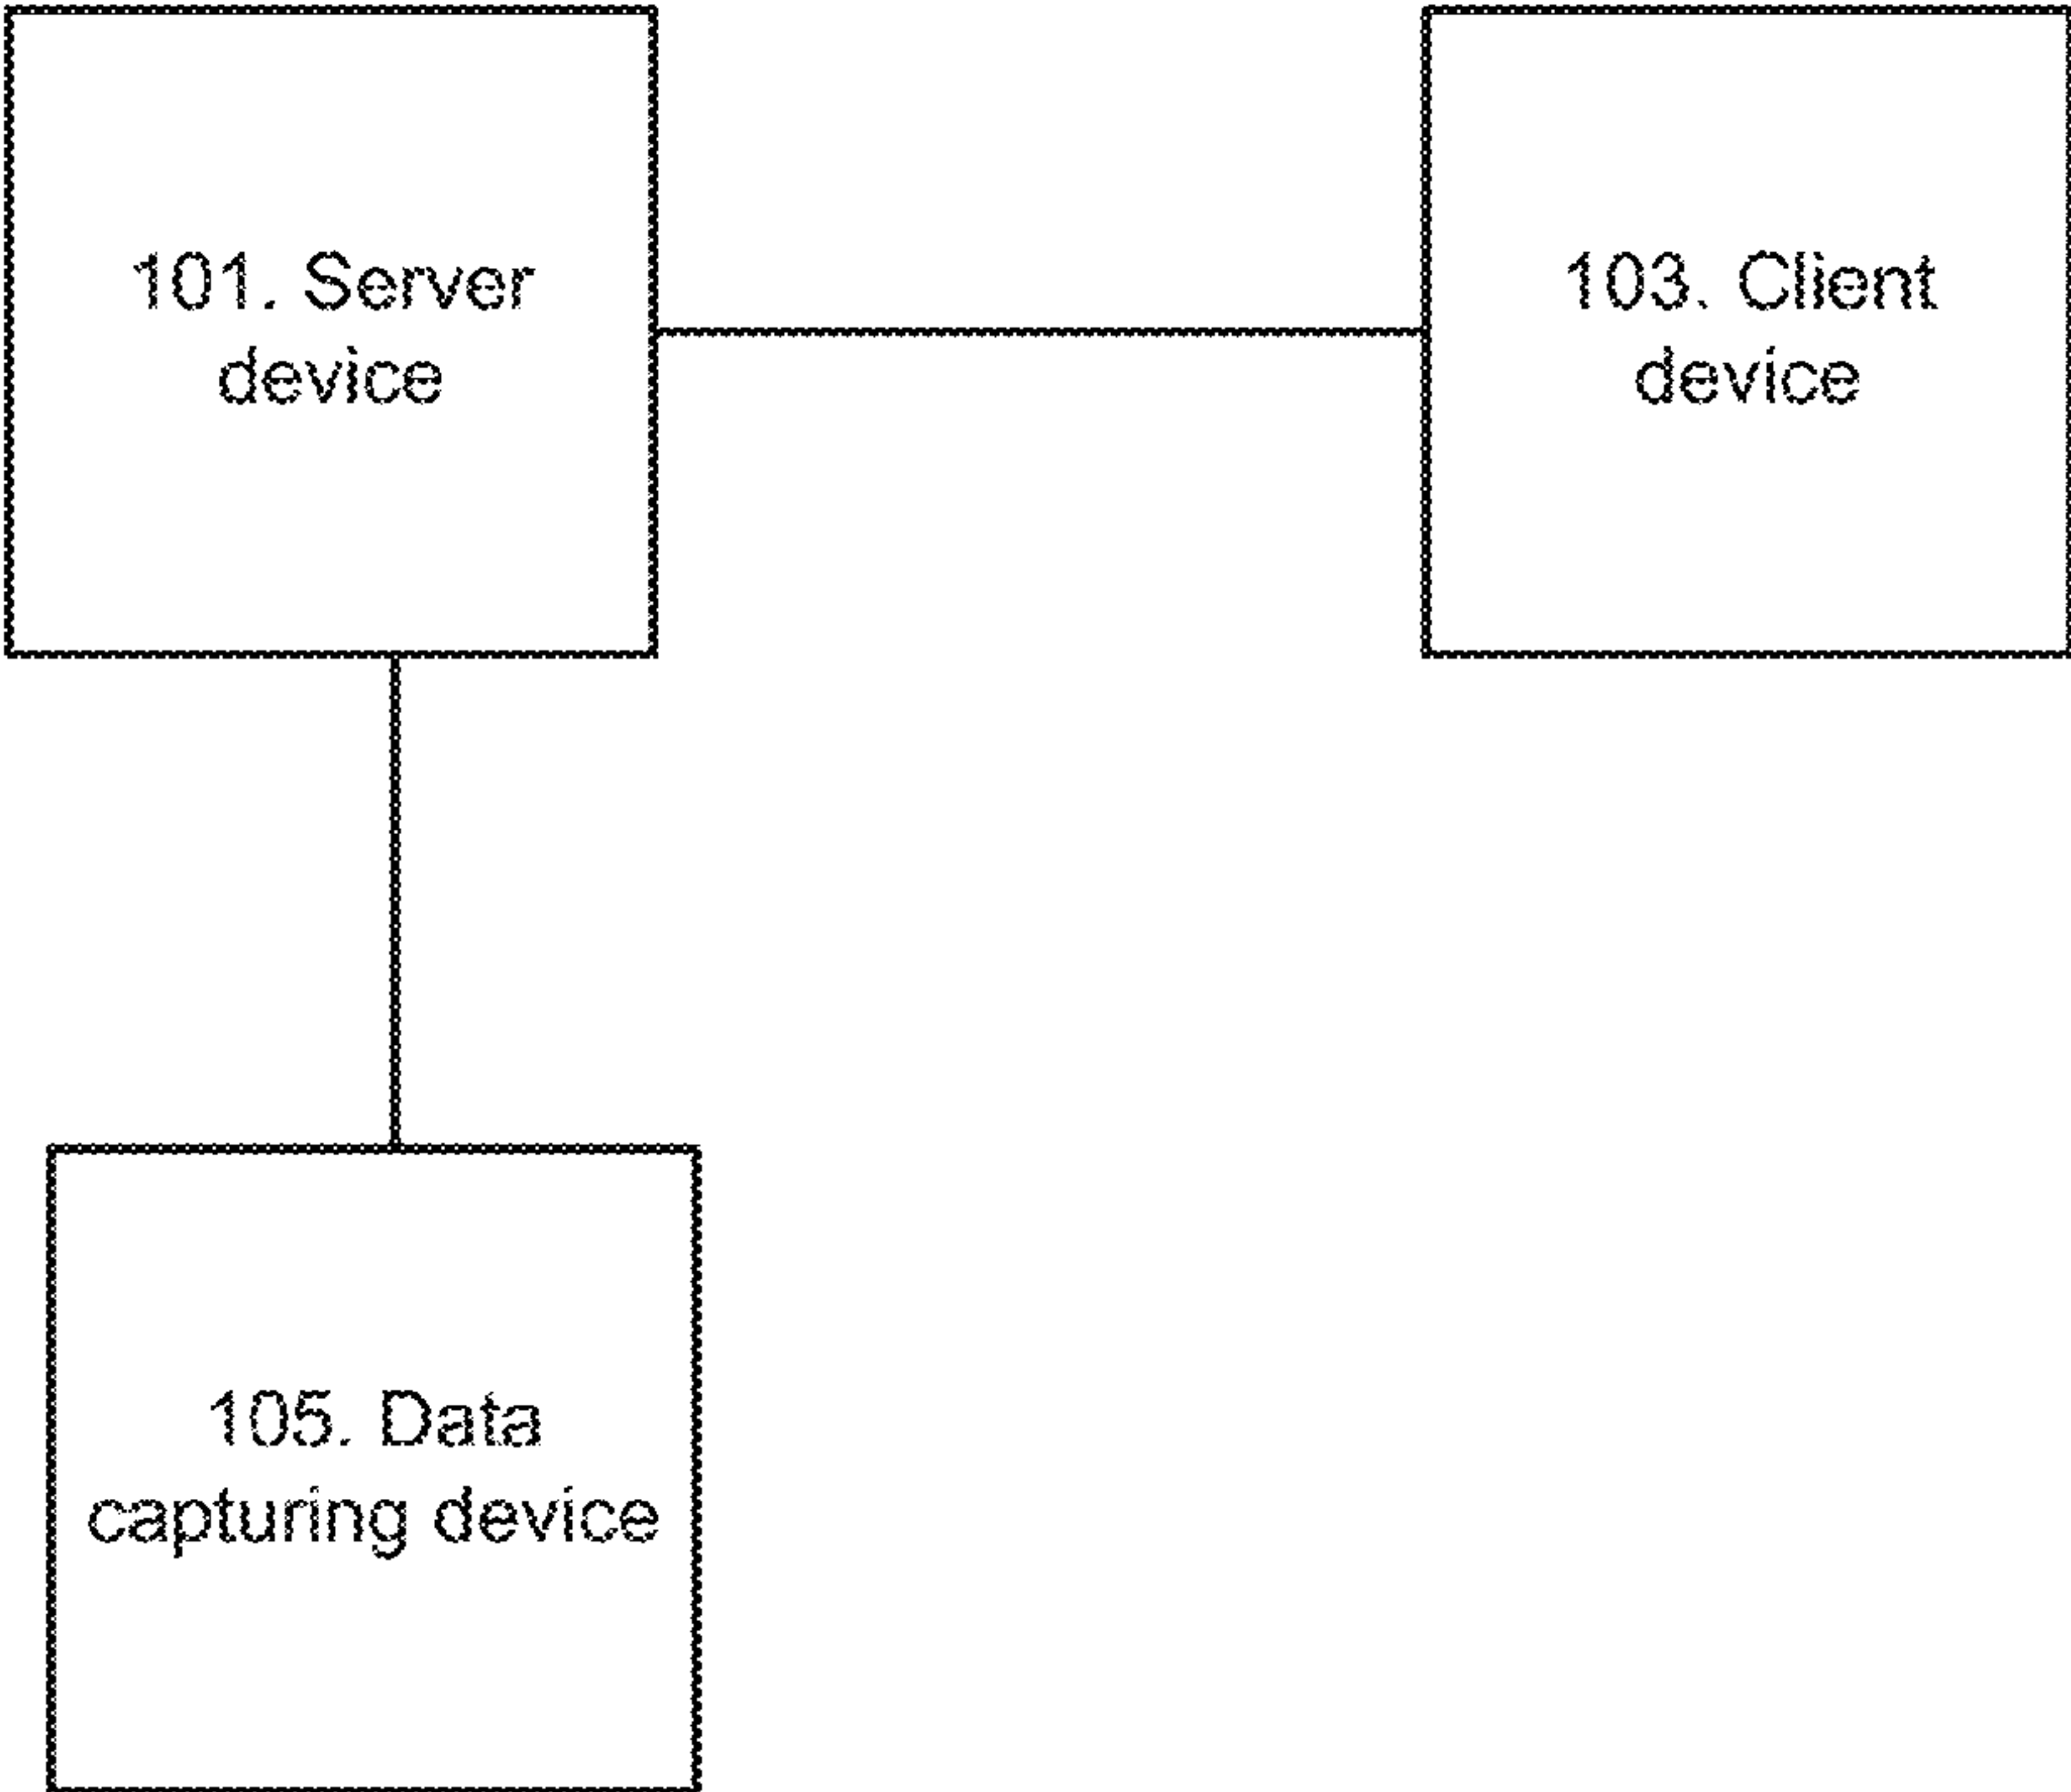 101. Server
device
103. Client
device
105. Data
capturing device